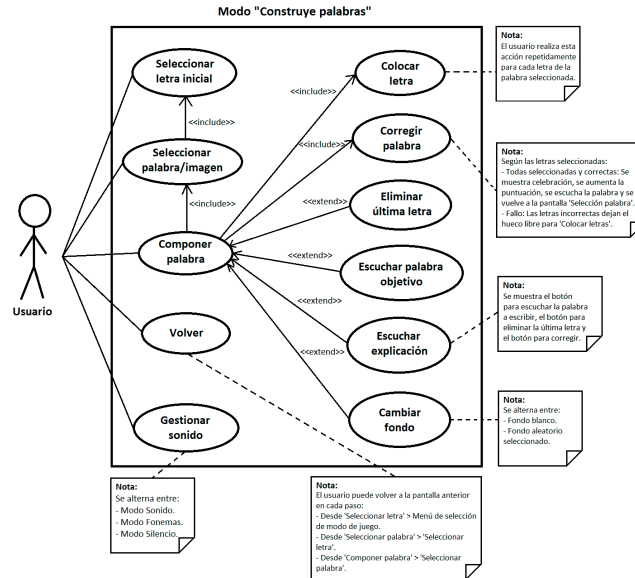 Modo "Construye palabras"
Seleccionar
letra inicial
<<include>>
Seleccionar
palabra/imagen
<<include>>
Componer
palabra
Volver
Gestionar
sonido
Usuario
<<include>>
<<include>>
<<extend>>
<<extend>>
<<extend>>
<<extend>>
Colocar
letra
Corregir
palabra
Eliminar
última letra
Escuchar palabra
objetivo
Escuchar
explicación
Cambiar
fondo
Nota:
El usuario realiza esta
acción repetidamente
para cada letra de la
palabra seleccionada.
Nota:
Según las letras seleccionadas:
- Todas seleccionadas y correctas: Se
muestra celebración, se aumenta la
puntuación, se escucha la palabra y se
vuelve a la pantalla 'Selección palabra'.
- Fallo: Las letras incorrectas dejan el
hueco libre para 'Colocar letras'.
Nota:
Se muestra el botón
para escuchar la palabra
a escribir, el botón para
eliminar la última letra y
el botón para corregir.
Nota:
Se alterna entre:
- Fondo blanco.
- Fondo aleatorio
seleccionado.
Nota:
Se alterna entre:
- Modo Sonido.
- Modo Fonemas.
- Modo Silencio.
Nota:
El usuario puede volver a la pantalla anterior
en cada paso:
- Desde 'Seleccionar letra' > Menú de selección
de modo de juego.
- Desde 'Seleccionar palabra' > 'Seleccionar
letra'.
- Desde 'Componer palabra' > 'Seleccionar
palabra'.